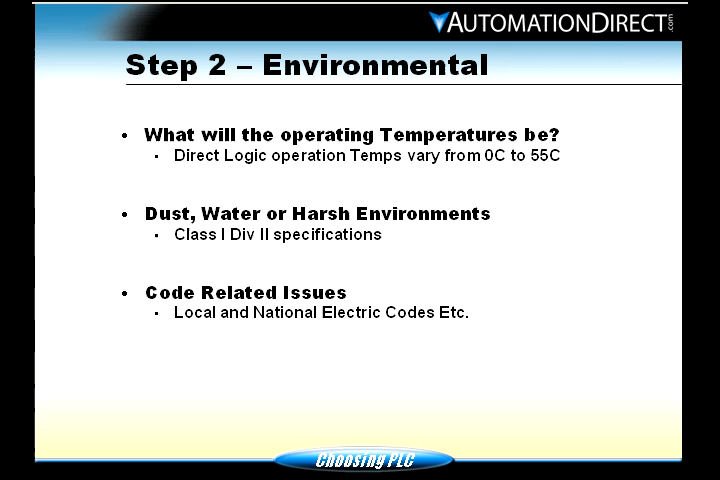 AUTOMATIONDIRECT.com
Step 2 – Environmental
• What will the operating Temperatures be?
• Direct Logic operation Temps vary from 0C to 55C
• Dust, Water or Harsh Environments
• Class I Div II specifications
• Code Related Issues
• Local and National Electric Codes Etc.
Choosing PLC